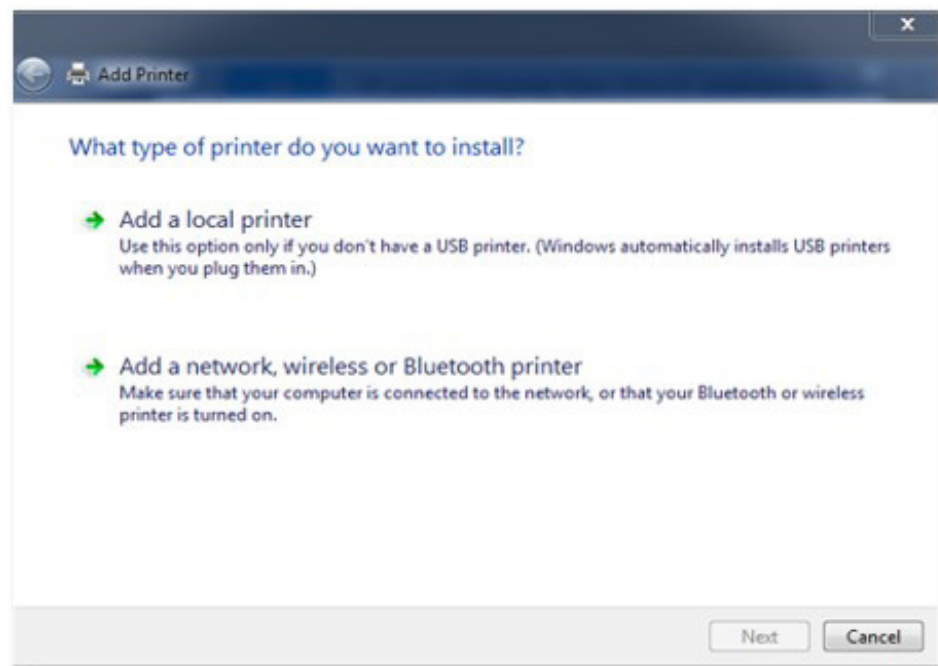 Add Printer
What type of printer do you want to install?
Add a local printer
Use this option only if you don't have a USB printer. (Windows automatically installs USB printers
when you plug them in.)
Add a network, wireless or Bluetooth printer
Make sure that your computer is connected to the network, or that your Bluetooth or wireless
printer is turned on.
Next
Cancel